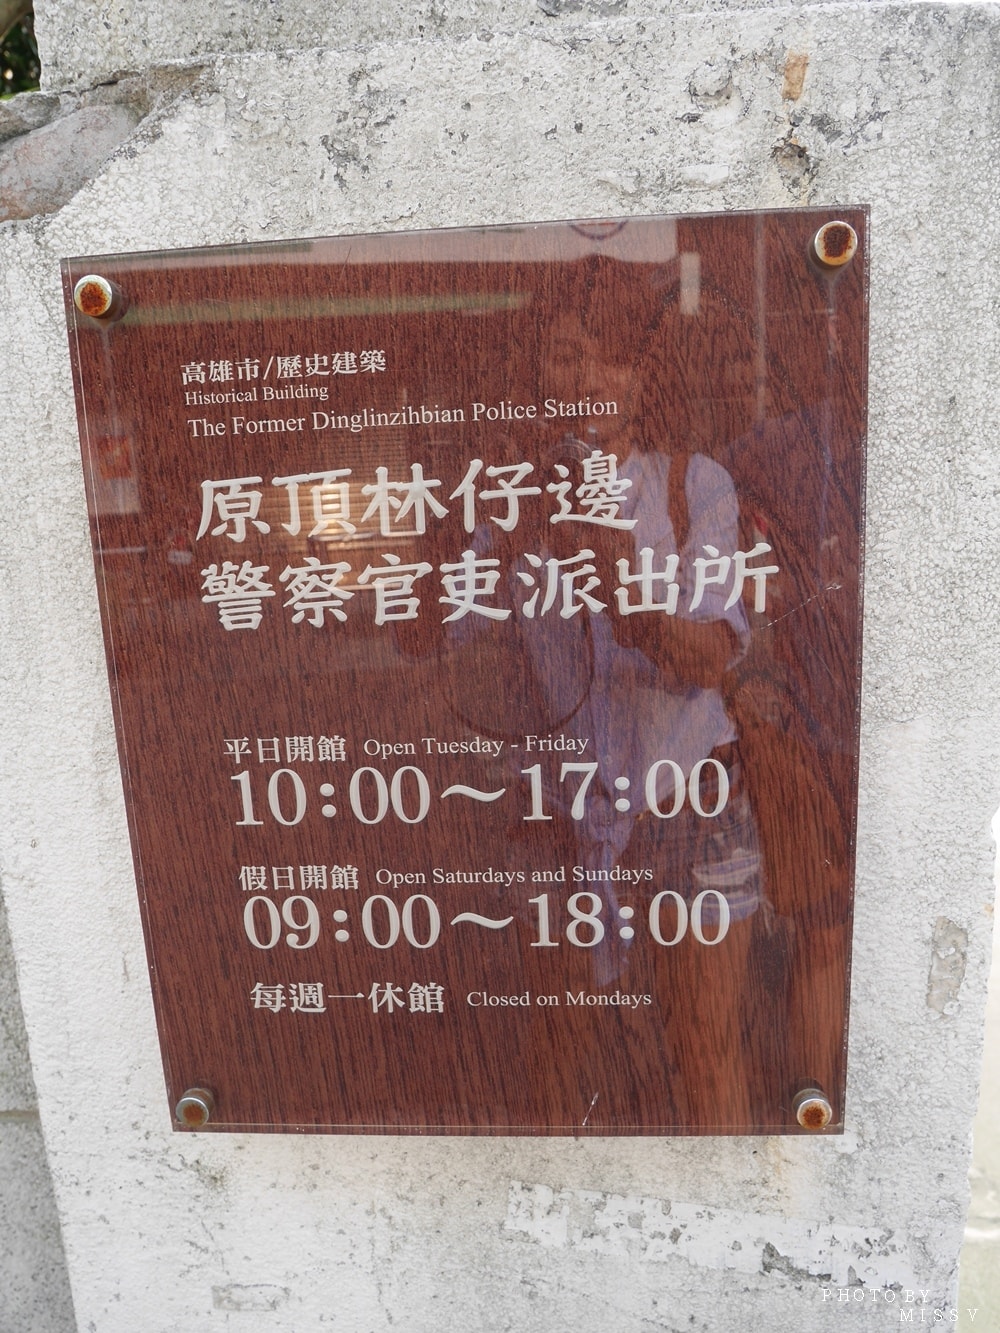 高雄市/歷史建築
Historical Building
The Former Dinglinzihbian Police Station
原頂林仔邊
警察官吏派出所
平日開館 Open Tuesday - Friday
10:00～17:00
假日開館 Open Saturdays and Sundays
09:00～18:00
每週一休館 Closed on Mondays
PHOTO BY
MISSY